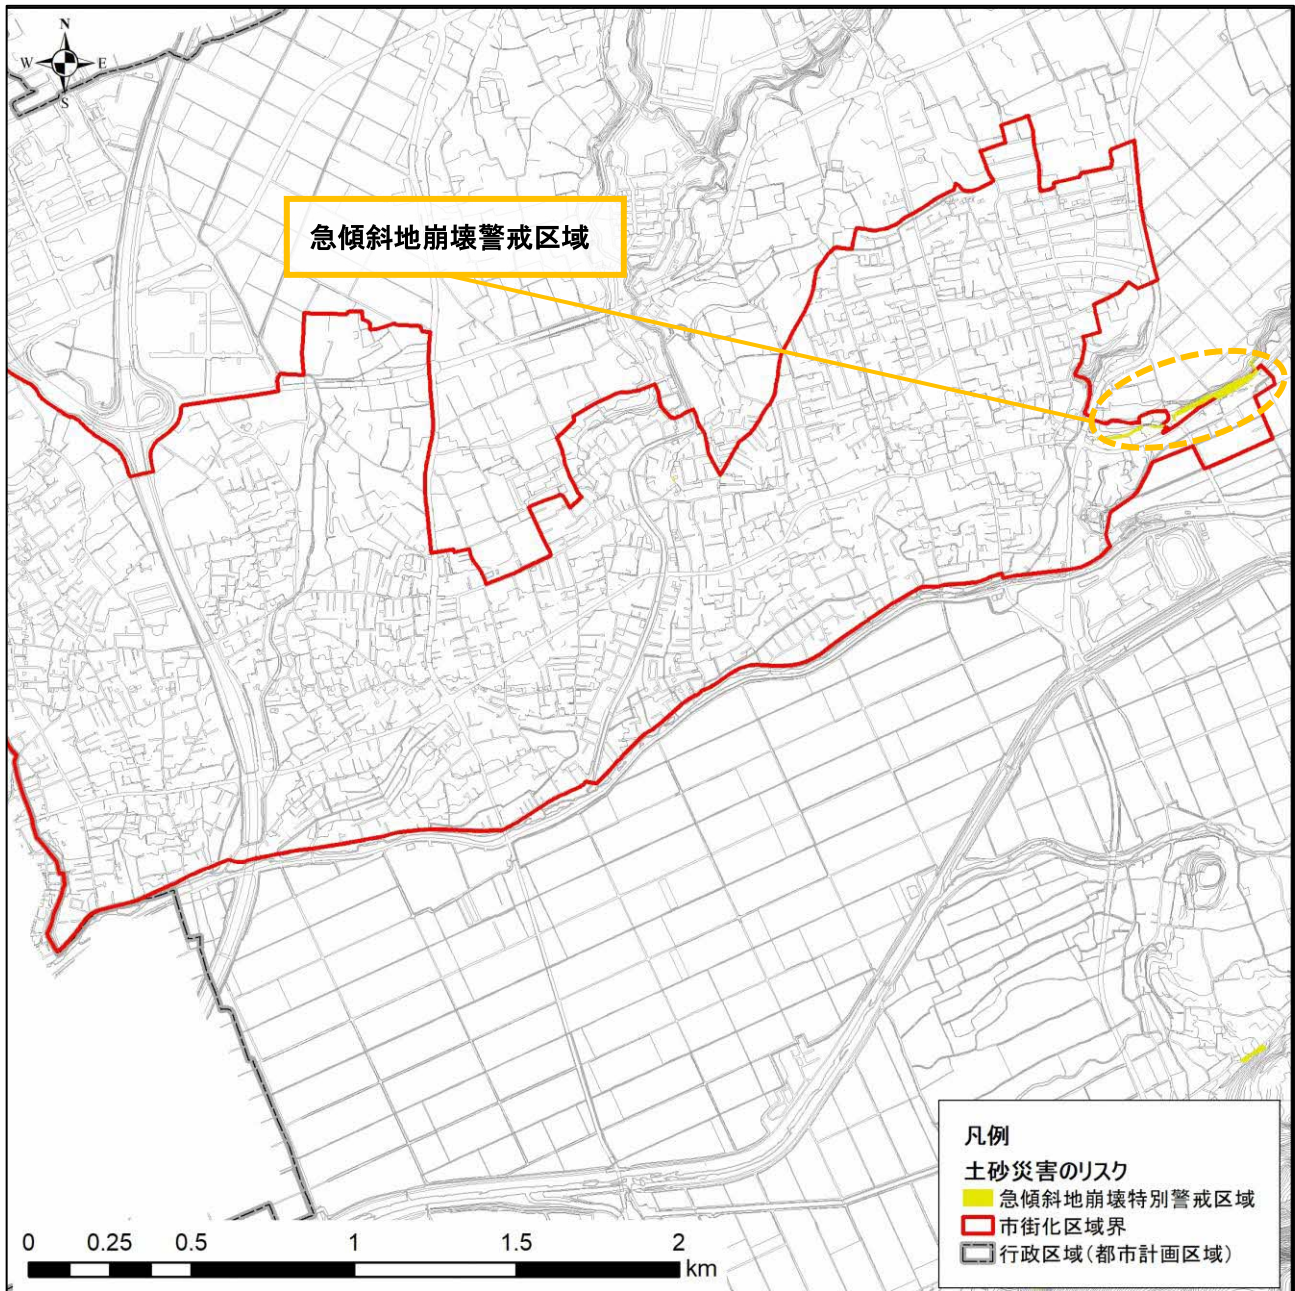 N
W E
S
急傾斜地崩壊警戒区域
凡例
土砂災害のリスク
急傾斜地崩壊特別警戒区域
市街化区域界
行政区域(都市計画区域)
0 0.25 0.5 1 1.5 2
km